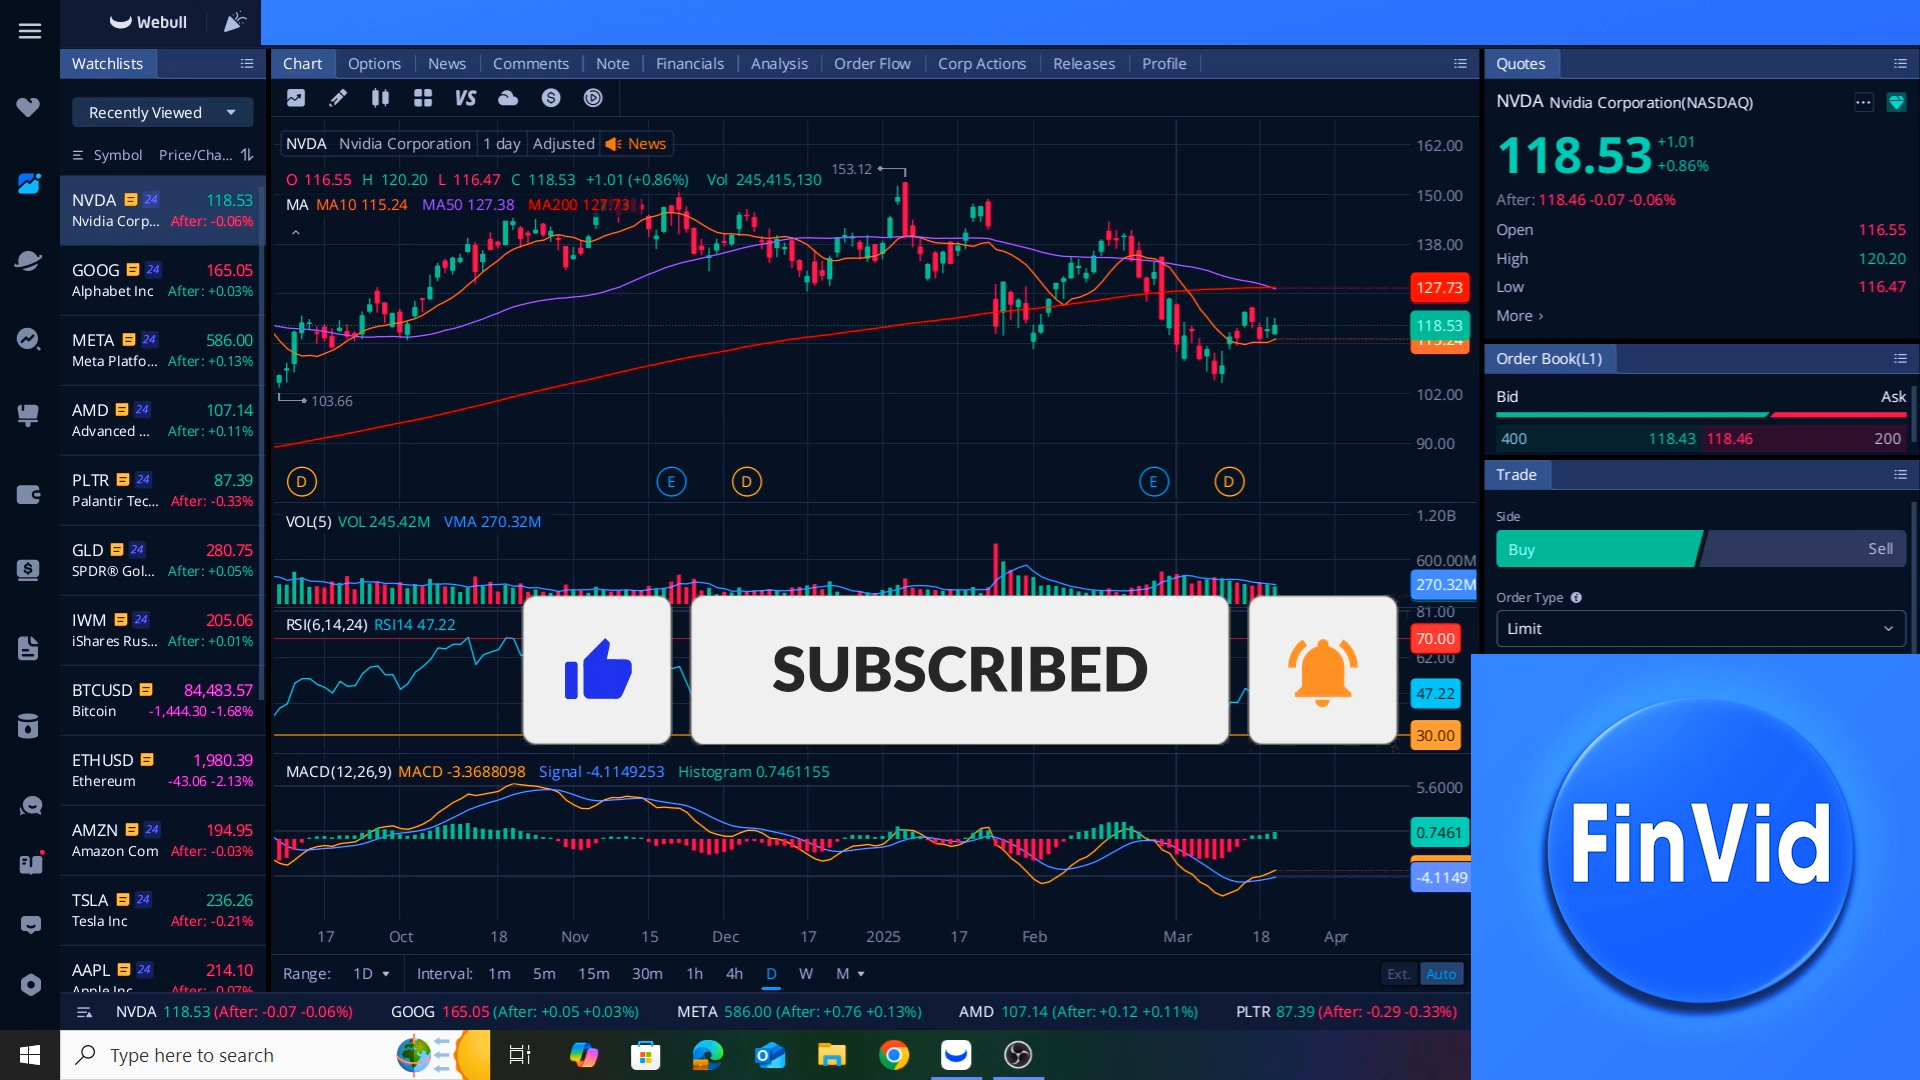 Webull
Watchlists
Recently Viewed
Symbol Price/Cha...
NVDA 24 118.53
Nvidia Corp... After: -0.06%
GOOG 24 165.05
Alphabet Inc After: +0.03%
META 24 586.00
Meta Platfo... After: +0.13%
AMD 24 107.14
Advanced ... After: +0.11%
PLTR 24 87.39
Palantir Tec... After: -0.33%
GLD 24 280.75
SPDR® Gol... After: +0.05%
IWM 24 205.06
iShares Rus... After: +0.01%
BTCUSD 84,483.57
Bitcoin -1,444.30 -1.68%
ETHUSD 1,980.39
Ethereum -43.06 -2.13%
AMZN 24 194.95
Amazon Com After: -0.03%
TSLA 24 236.26
Tesla Inc After: -0.21%
AAPL 24 214.10
Apple Inc After: -0.07%
Chart Options News Comments Note Financials Analysis Order Flow Corp Actions Releases Profile
VS
NVDA Nvidia Corporation 1 day Adjusted News
O 116.55 H 120.20 L 116.47 C 118.53 +1.01 (+0.86%) Vol 245,415,130
MA MA10 115.24 MA50 127.38 MA200 127.73
153.12
103.66
162.00
150.00
138.00
127.73
118.53
115.24
102.00
90.00
D E D E D
VOL(5) VOL 245.42M VMA 270.32M
1.20B
600.00M
270.32M
RSI(6,14,24) RSI14 47.22
81.00
70.00
62.00
47.22
30.00
SUBSCRIBED
MACD(12,26,9) MACD -3.3688098 Signal -4.1149253 Histogram 0.7461155
5.6000
0.7461
-4.1149
17 Oct 18 Nov 15 Dec 17 2025 17 Feb Mar 18 Apr
Range: 1D Interval: 1m 5m 15m 30m 1h 4h D W M Ext. Auto
Quotes
NVDA Nvidia Corporation(NASDAQ)
118.53 +1.01
+0.86%
After: 118.46 -0.07 -0.06%
Open 116.55
High 120.20
Low 116.47
More ›
Order Book(L1)
Bid Ask
400 118.43 118.46 200
Trade
Side
Buy Sell
Order Type
Limit
FinVid
NVDA 118.53 (After: -0.07 -0.06%) GOOG 165.05 (After: +0.05 +0.03%) META 586.00 (After: +0.76 +0.13%) AMD 107.14 (After: +0.12 +0.11%) PLTR 87.39 (After: -0.29 -0.33%)
Type here to search